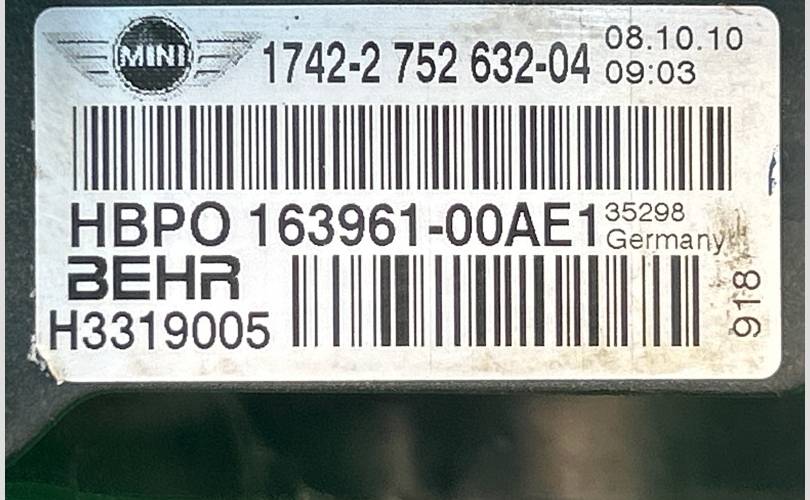 MINI
1742-2 752 632-04
08.10.10
09:03
HBPO 163961-00AE1
35298
Germany
BEHR
H3319005
918